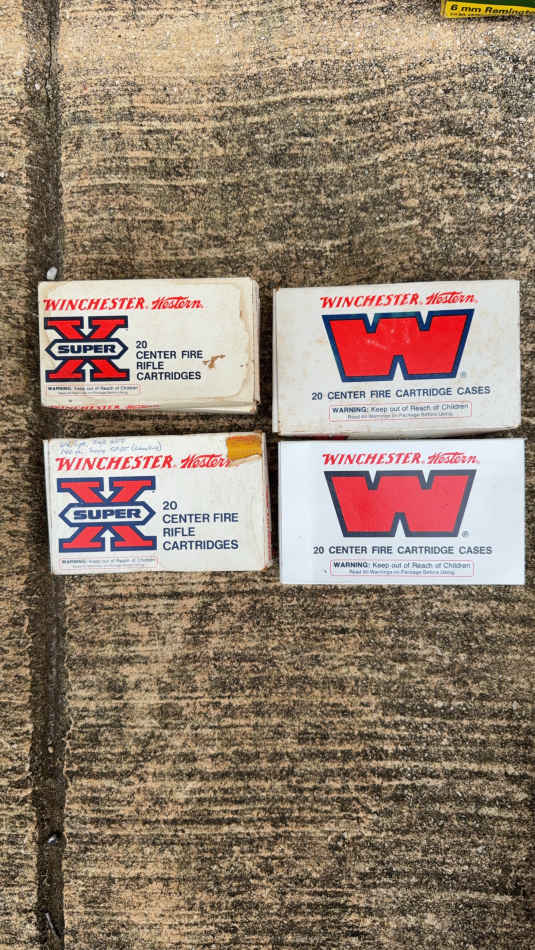 6 mm Remington
WINCHESTER Western
X
SUPER
20
CENTER FIRE
RIFLE
CARTRIDGES
WARNING: Keep out of Reach of Children
WINCHESTER Western
W
20 CENTER FIRE CARTRIDGE CASES
WARNING: Keep out of Reach of Children
Read All Warnings on Package Before Using.
WINCHESTER Western
X
SUPER
20
CENTER FIRE
RIFLE
CARTRIDGES
WARNING: Keep out of Reach of Children
WINCHESTER Western
W
20 CENTER FIRE CARTRIDGE CASES
WARNING: Keep out of Reach of Children
Read All Warnings on Package Before Using.